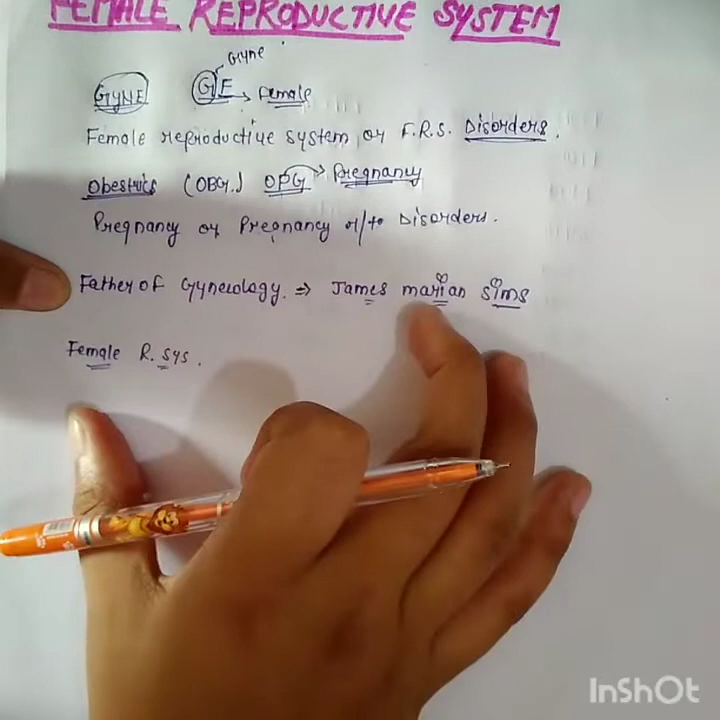 FEMALE REPRODUCTIVE SYSTEM
Gyne
GYNE GF → Female
Female reproductive system or F.R.S. Disorders.
Obestrics (OBG.) OPG → Pregnancy
Pregnancy or Pregnancy r/to Disorders.
Father of Gynecology. ⇒ James marian sims
Female R. Sys.
InShOt